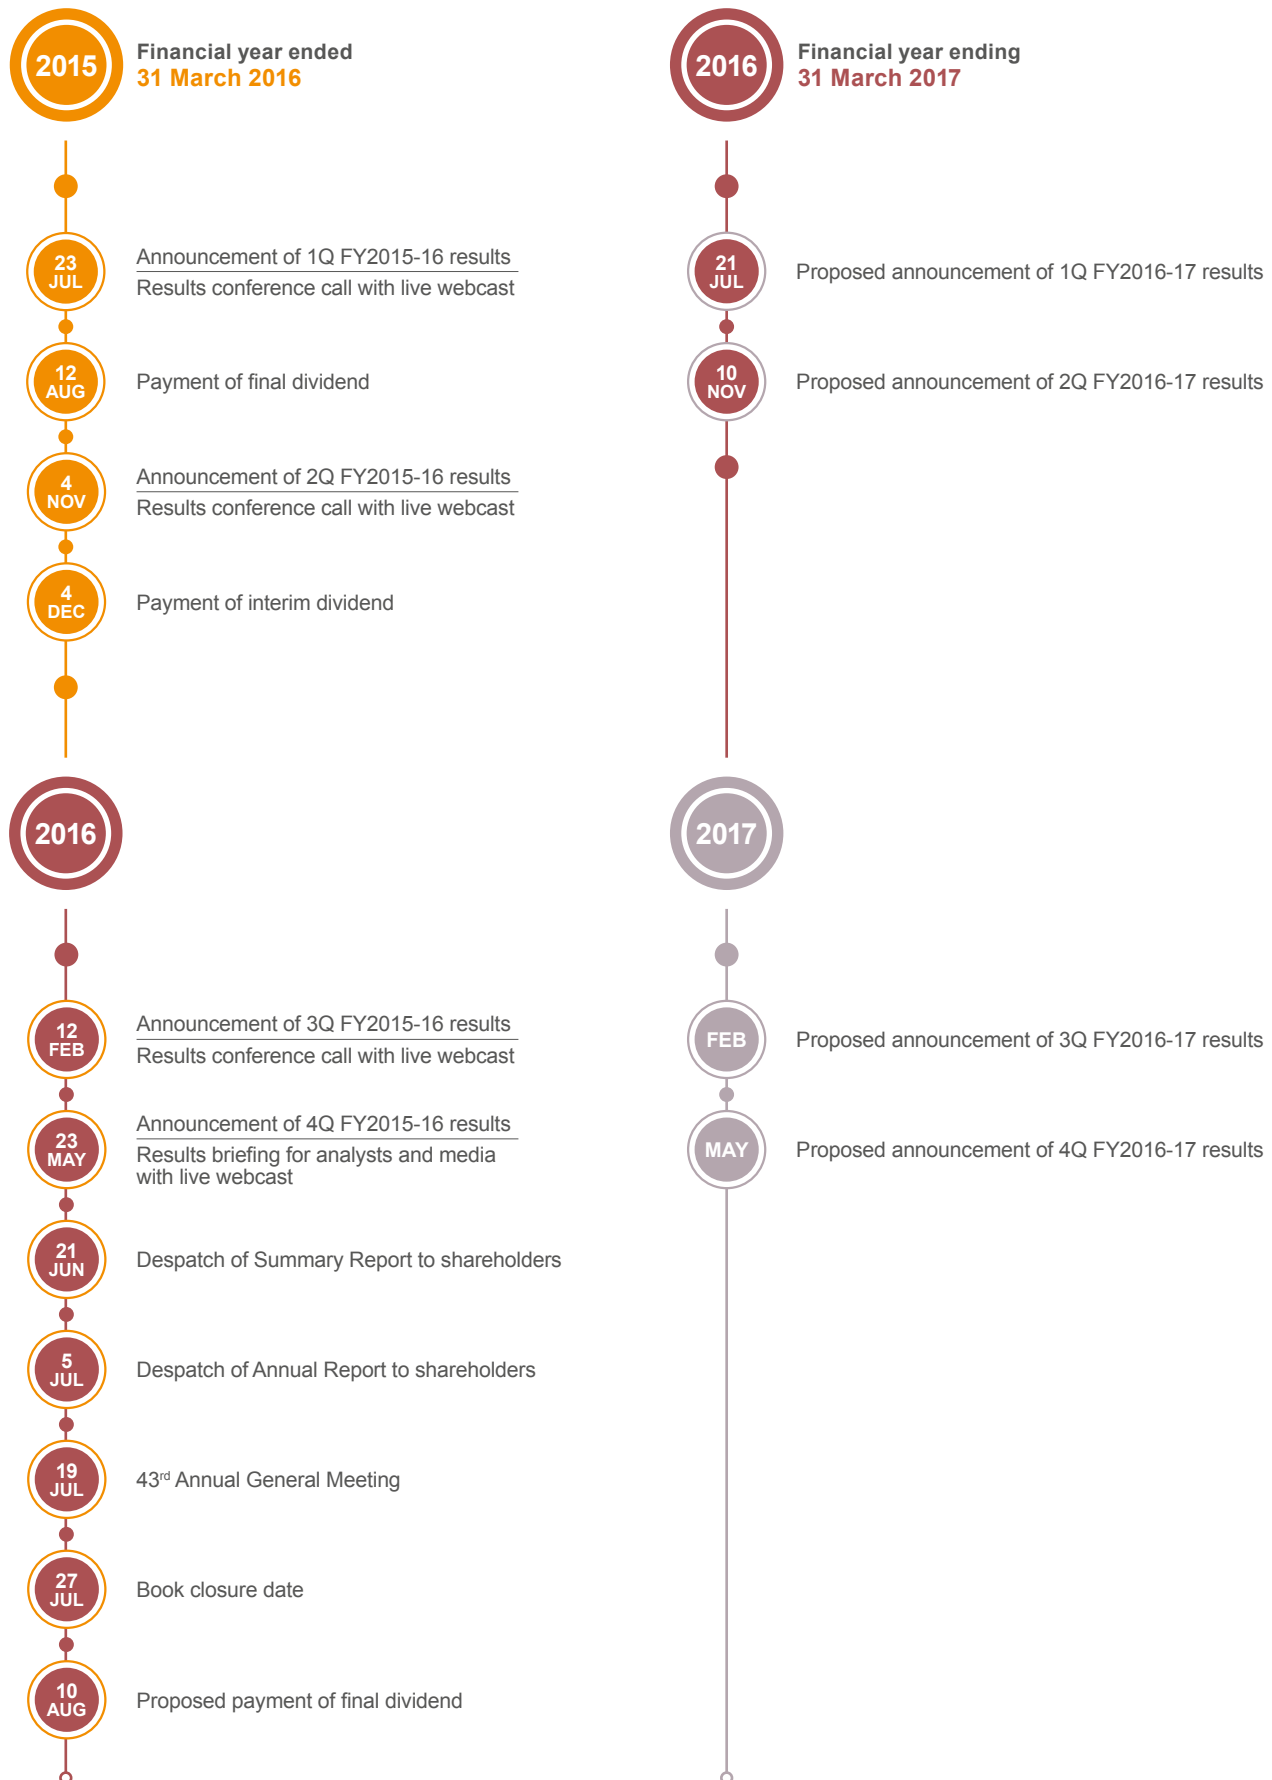 2015
Financial year ended
31 March 2016
23
JUL
Announcement of 1Q FY2015-16 results
Results conference call with live webcast
12
AUG
Payment of final dividend
4
NOV
Announcement of 2Q FY2015-16 results
Results conference call with live webcast
4
DEC
Payment of interim dividend
2016
12
FEB
Announcement of 3Q FY2015-16 results
Results conference call with live webcast
23
MAY
Announcement of 4Q FY2015-16 results
Results briefing for analysts and media
with live webcast
21
JUN
Despatch of Summary Report to shareholders
5
JUL
Despatch of Annual Report to shareholders
19
JUL
43rd Annual General Meeting
27
JUL
Book closure date
10
AUG
Proposed payment of final dividend
2016
Financial year ending
31 March 2017
21
JUL
Proposed announcement of 1Q FY2016-17 results
10
NOV
Proposed announcement of 2Q FY2016-17 results
2017
FEB
Proposed announcement of 3Q FY2016-17 results
MAY
Proposed announcement of 4Q FY2016-17 results